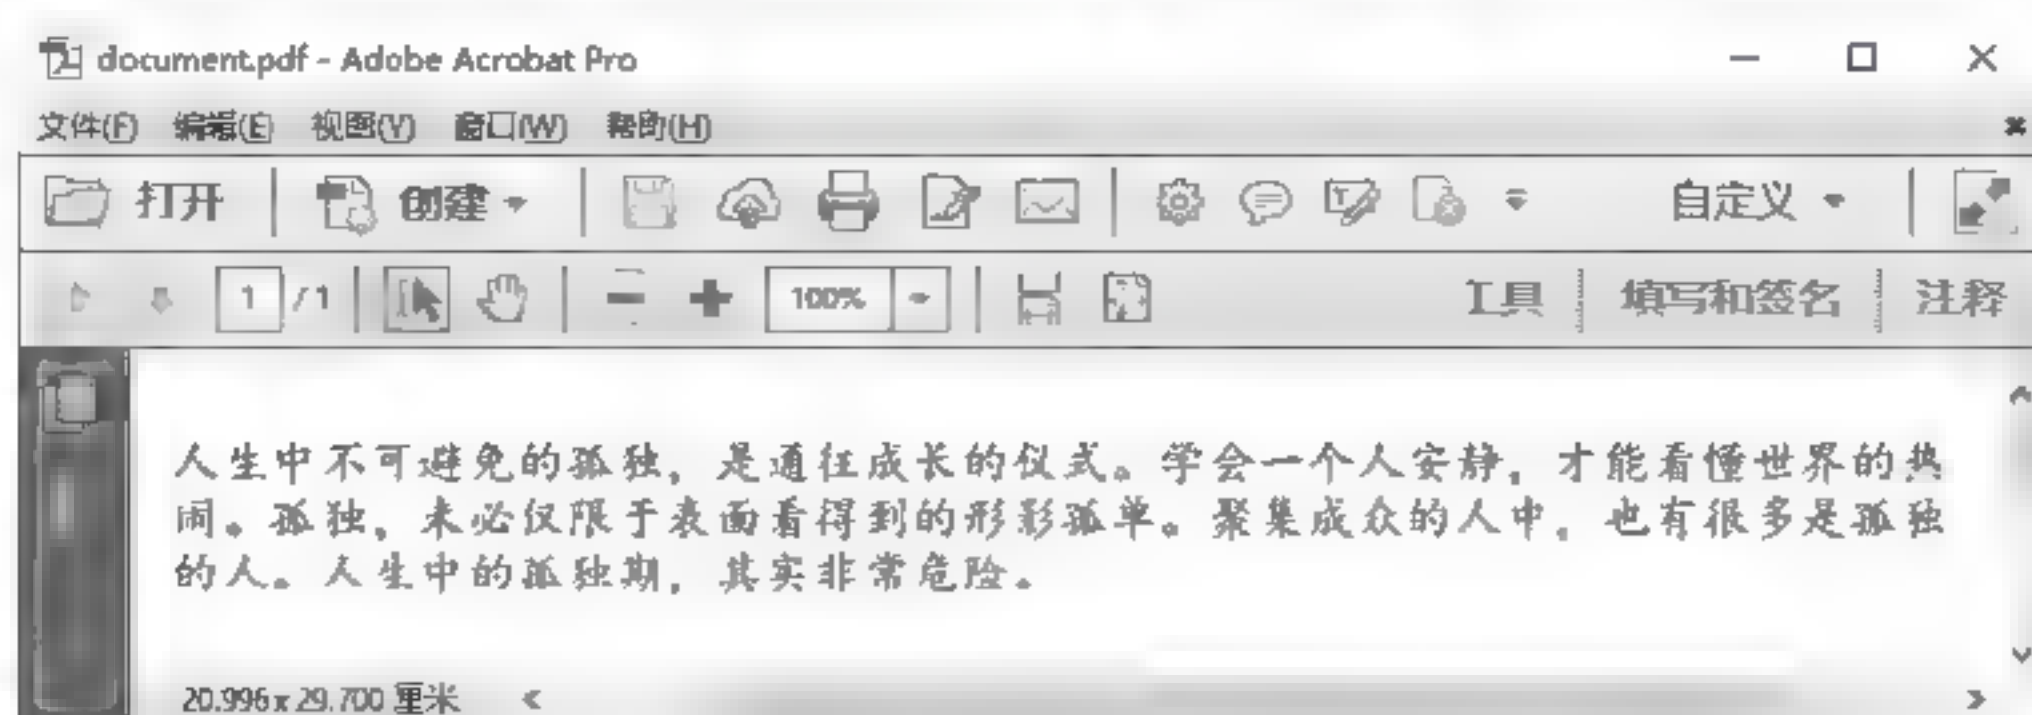 document.pdf - Adobe Acrobat Pro
文件(F) 编辑(E) 视图(V) 窗口(W) 帮助(H)
打开 创建 自定义
1 / 1 100% 工具 填写和签名 注释
人生中不可避免的孤独，是通往成长的仪式。学会一个人安静，才能看懂世界的热
闹。孤独，未必仅限于表面看得到的形影孤单。聚集成众的人中，也有很多是孤独
的人。人生中的孤独期，其实非常危险。
20.996 x 29.700 厘米